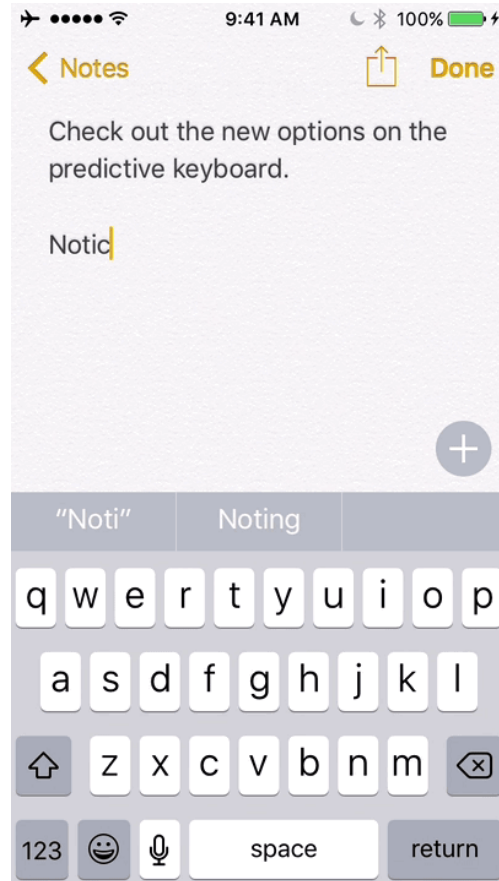 9:41 AM 100%
Notes Done
Check out the new options on the
predictive keyboard.
Notic
“Noti” Noting
q w e r t y u i o p
a s d f g h j k l
z x c v b n m
123 space return